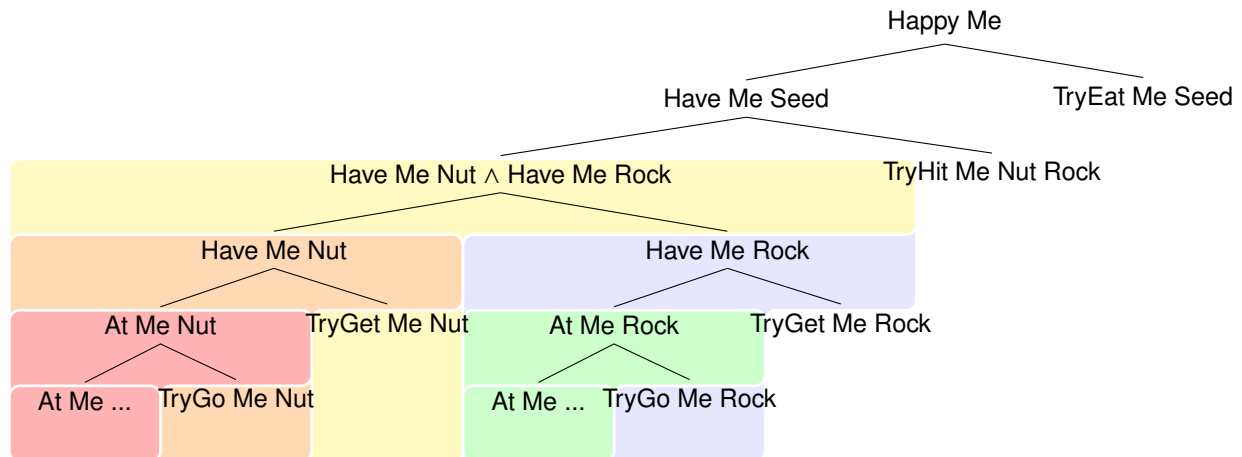 Happy Me
Have Me Seed
TryEat Me Seed
Have Me Nut ∧ Have Me Rock
TryHit Me Nut Rock
Have Me Nut
Have Me Rock
At Me Nut
TryGet Me Nut
At Me Rock
TryGet Me Rock
At Me ...
TryGo Me Nut
At Me ...
TryGo Me Rock